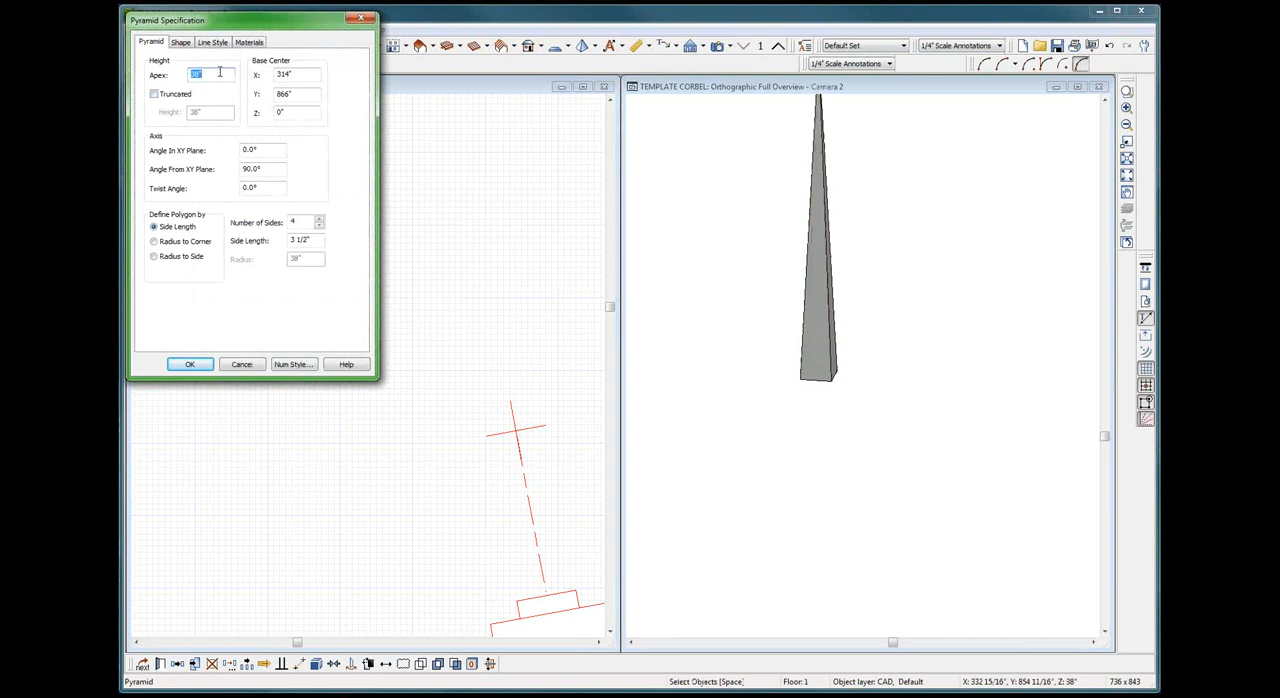 Pyramid Specification
Pyramid Shape Line Style Materials
Height
Apex: 38"
Truncated
Height: 38"
Base Center
X: 314"
Y: 866"
Z: 0"
Axis
Angle In XY Plane: 0.0°
Angle From XY Plane: 90.0°
Twist Angle: 0.0°
Define Polygon by
Side Length
Radius to Corner
Radius to Side
Number of Sides: 4
Side Length: 3 1/2"
Radius: 38"
OK Cancel Num Style... Help
1 Default Set 1/4" Scale Annotations
1/4" Scale Annotations
TEMPLATE CORBEL: Orthographic Full Overview - Camera 2
next
Pyramid Select Objects [Space] Floor: 1 Object layer: CAD, Default X: 332 15/16", Y: 854 11/16", Z: 38" 736 x 843